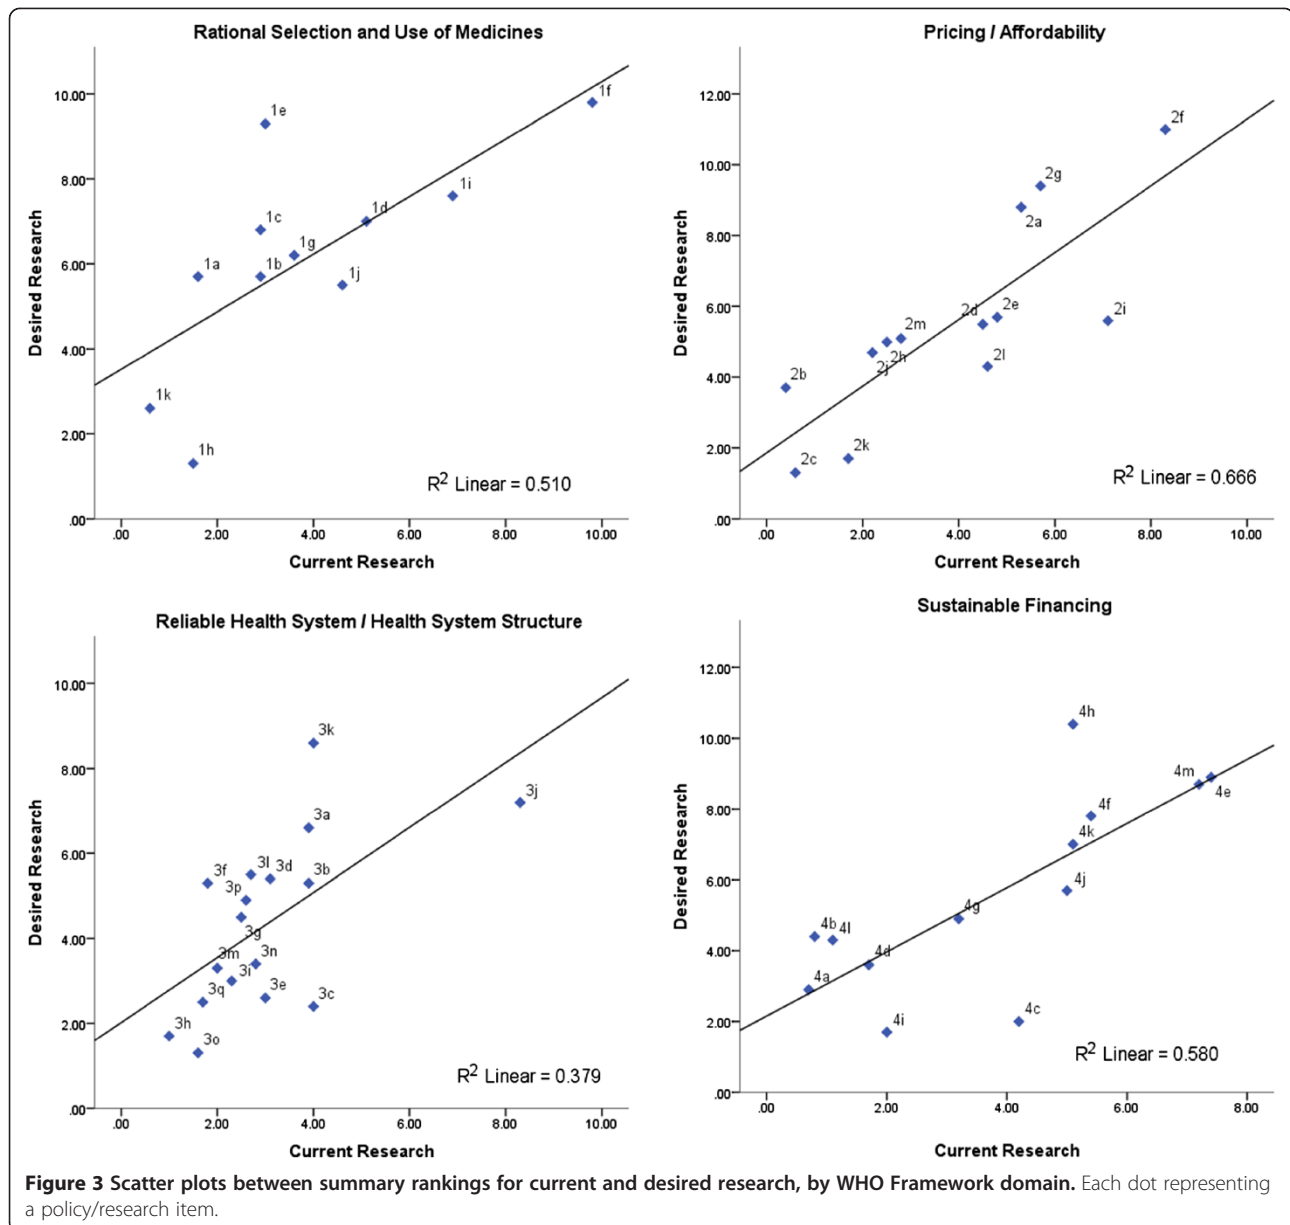 Rational Selection and Use of Medicines
10.00
8.00
6.00
4.00
2.00
.00
Desired Research
1e
1f
1i
1c
1d
1g
1a
1b
1j
1k
1h
R2 Linear = 0.510
.00 2.00 4.00 6.00 8.00 10.00
Current Research
Pricing / Affordability
12.00
10.00
8.00
6.00
4.00
2.00
.00
Desired Research
2f
2g
2a
2d
2e
2i
2m
2h
2j
2l
2b
2k
2c
R2 Linear = 0.666
.00 2.00 4.00 6.00 8.00 10.00
Current Research
Reliable Health System / Health System Structure
10.00
8.00
6.00
4.00
2.00
.00
Desired Research
3k
3j
3a
3f
3l
3d
3b
3p
3g
3m
3n
3i
3q
3e
3c
3h
3o
R2 Linear = 0.379
.00 2.00 4.00 6.00 8.00 10.00
Current Research
Sustainable Financing
12.00
10.00
8.00
6.00
4.00
2.00
.00
Desired Research
4h
4m
4e
4f
4k
4j
4g
4b
4l
4d
4a
4i
4c
R2 Linear = 0.580
.00 2.00 4.00 6.00 8.00
Current Research
Figure 3 Scatter plots between summary rankings for current and desired research, by WHO Framework domain. Each dot representing
a policy/research item.